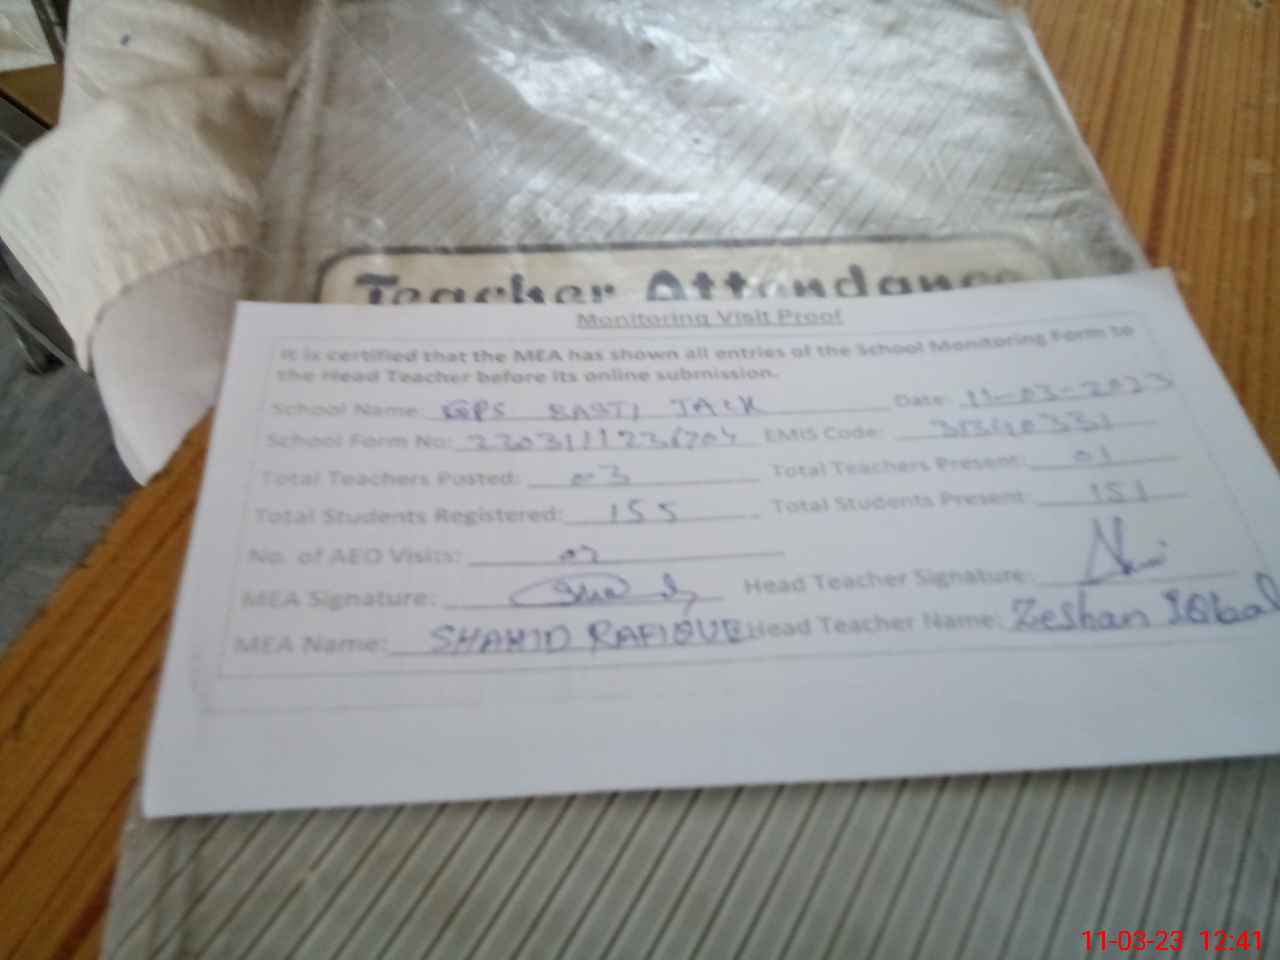 Teacher Attendance
Monitoring Visit Proof
It is certified that the MEA has shown all entries of the School Monitoring Form to
the Head Teacher before its online submission.
School Name: GPS BASTI JACK Date: 11-03-2023
School Form No: EMIS Code: 31340331
Total Teachers Posted: 03 Total Teachers Present: 01
Total Students Registered: 155 Total Students Present: 151
No. of AEO Visits:
MEA Signature: Head Teacher Signature:
MEA Name: SHAHID RAFIQUE Head Teacher Name: Zeshan IQbal
11-03-23 12:41